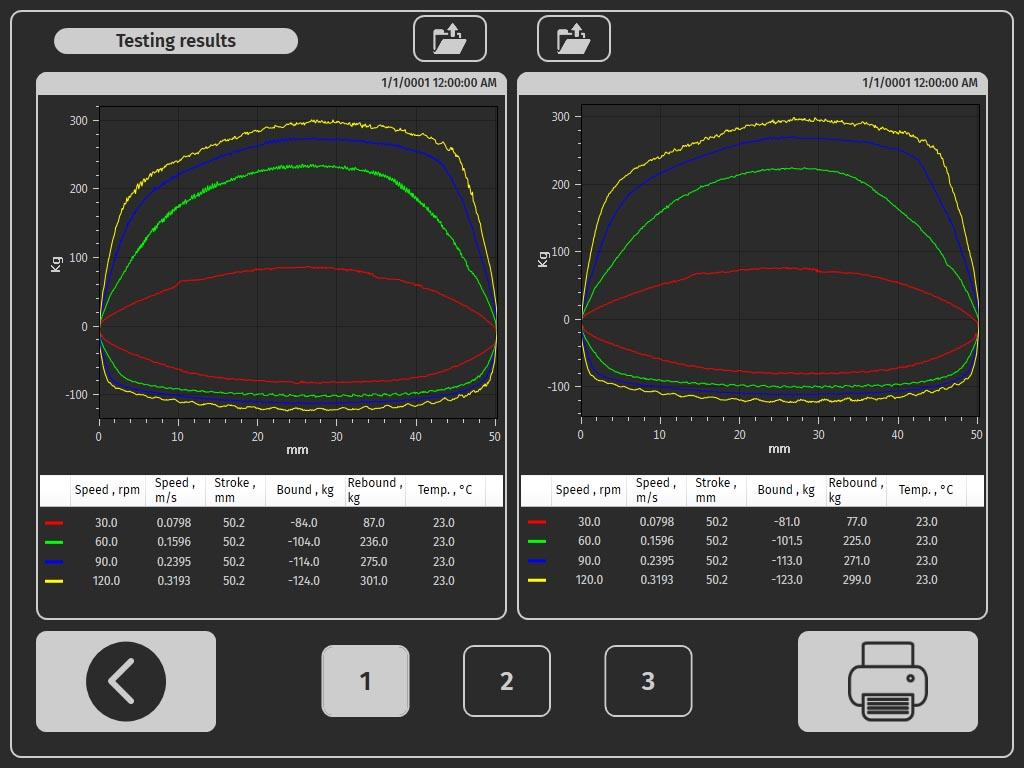 Testing results
1/1/0001 12:00:00 AM
300
200
100
0
-100
Kg
0 10 20 30 40 50
mm
Speed , rpm Speed , m/s Stroke , mm Bound , kg Rebound , kg Temp. , °C
30.0 0.0798 50.2 -84.0 87.0 23.0
60.0 0.1596 50.2 -104.0 236.0 23.0
90.0 0.2395 50.2 -114.0 275.0 23.0
120.0 0.3193 50.2 -124.0 301.0 23.0
1/1/0001 12:00:00 AM
300
200
100
0
-100
Kg
0 10 20 30 40 50
mm
Speed , rpm Speed , m/s Stroke , mm Bound , kg Rebound , kg Temp. , °C
30.0 0.0798 50.2 -81.0 77.0 23.0
60.0 0.1596 50.2 -101.5 225.0 23.0
90.0 0.2395 50.2 -113.0 271.0 23.0
120.0 0.3193 50.2 -123.0 299.0 23.0
1 2 3